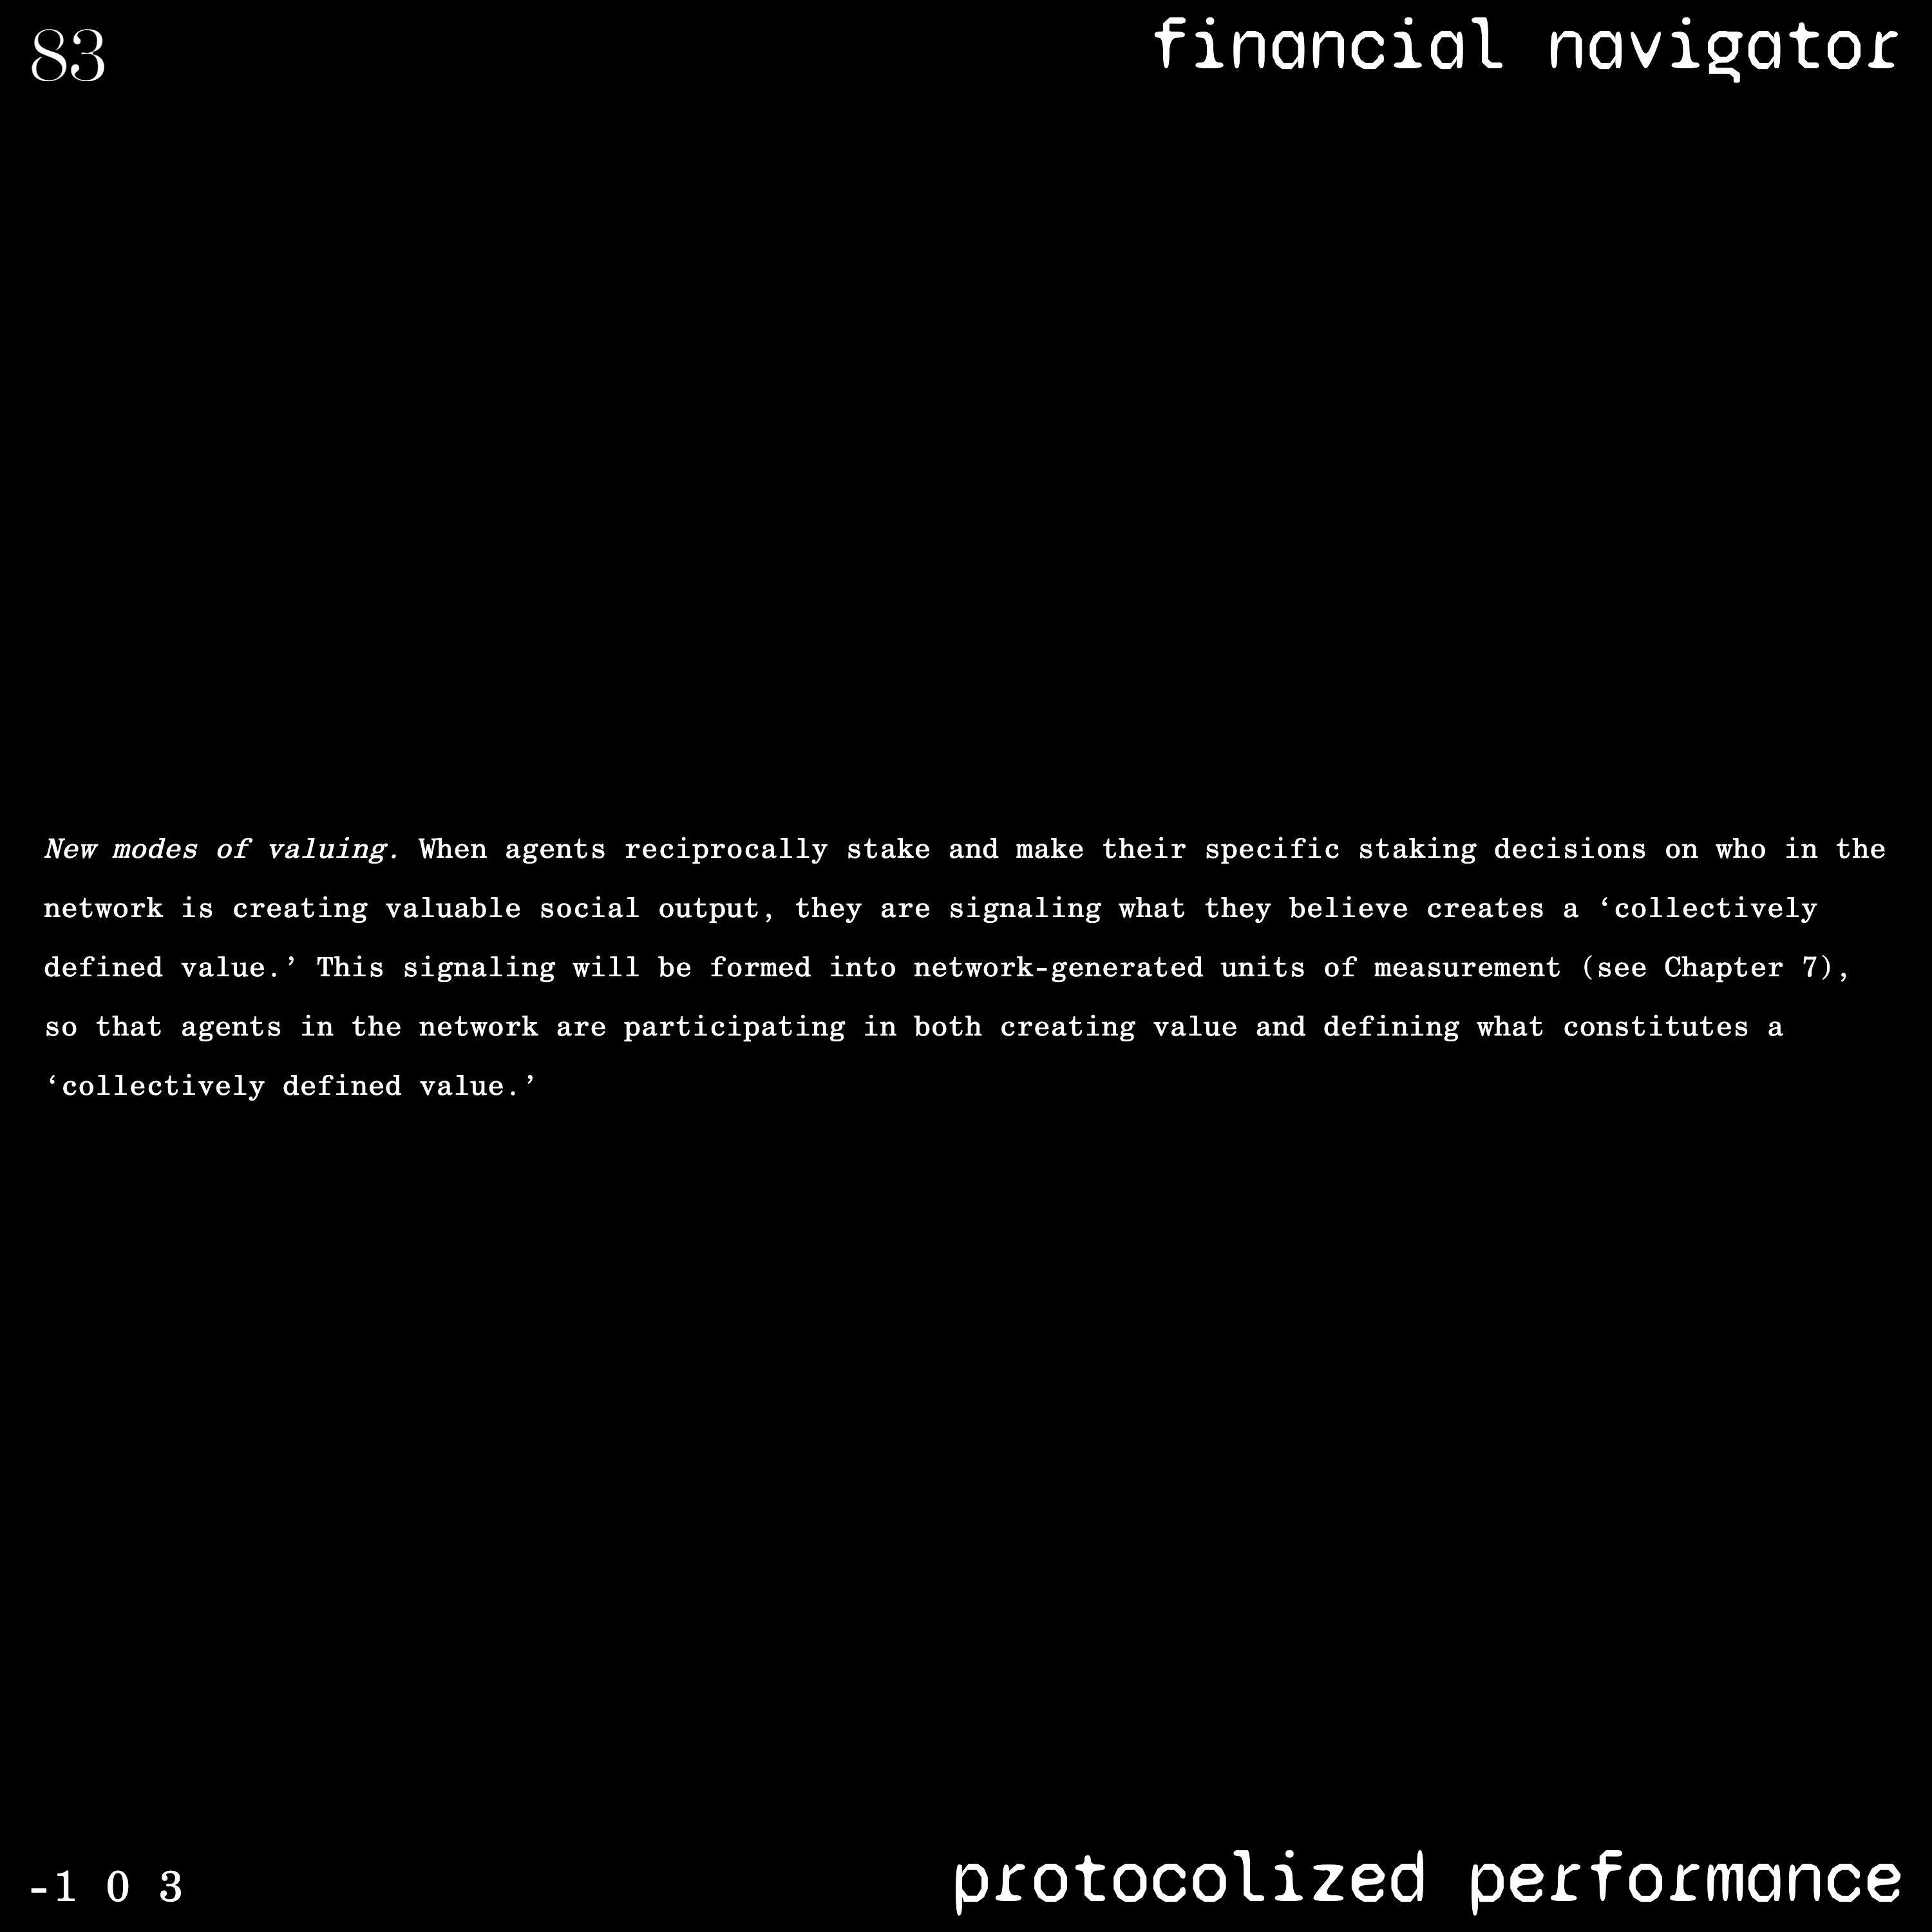 83
financial navigator
New modes of valuing. When agents reciprocally stake and make their specific staking decisions on who in the
network is creating valuable social output, they are signaling what they believe creates a ‘collectively
defined value.’ This signaling will be formed into network-generated units of measurement (see Chapter 7),
so that agents in the network are participating in both creating value and defining what constitutes a
‘collectively defined value.’
-1 0 3
protocolized performance